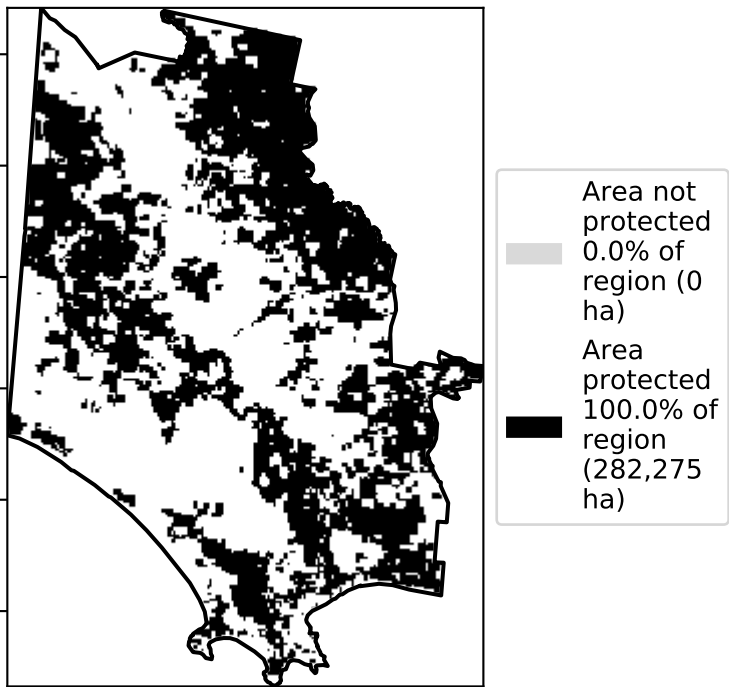 Area not
protected
0.0% of
region (0
ha)
Area
protected
100.0% of
region
(282,275
ha)